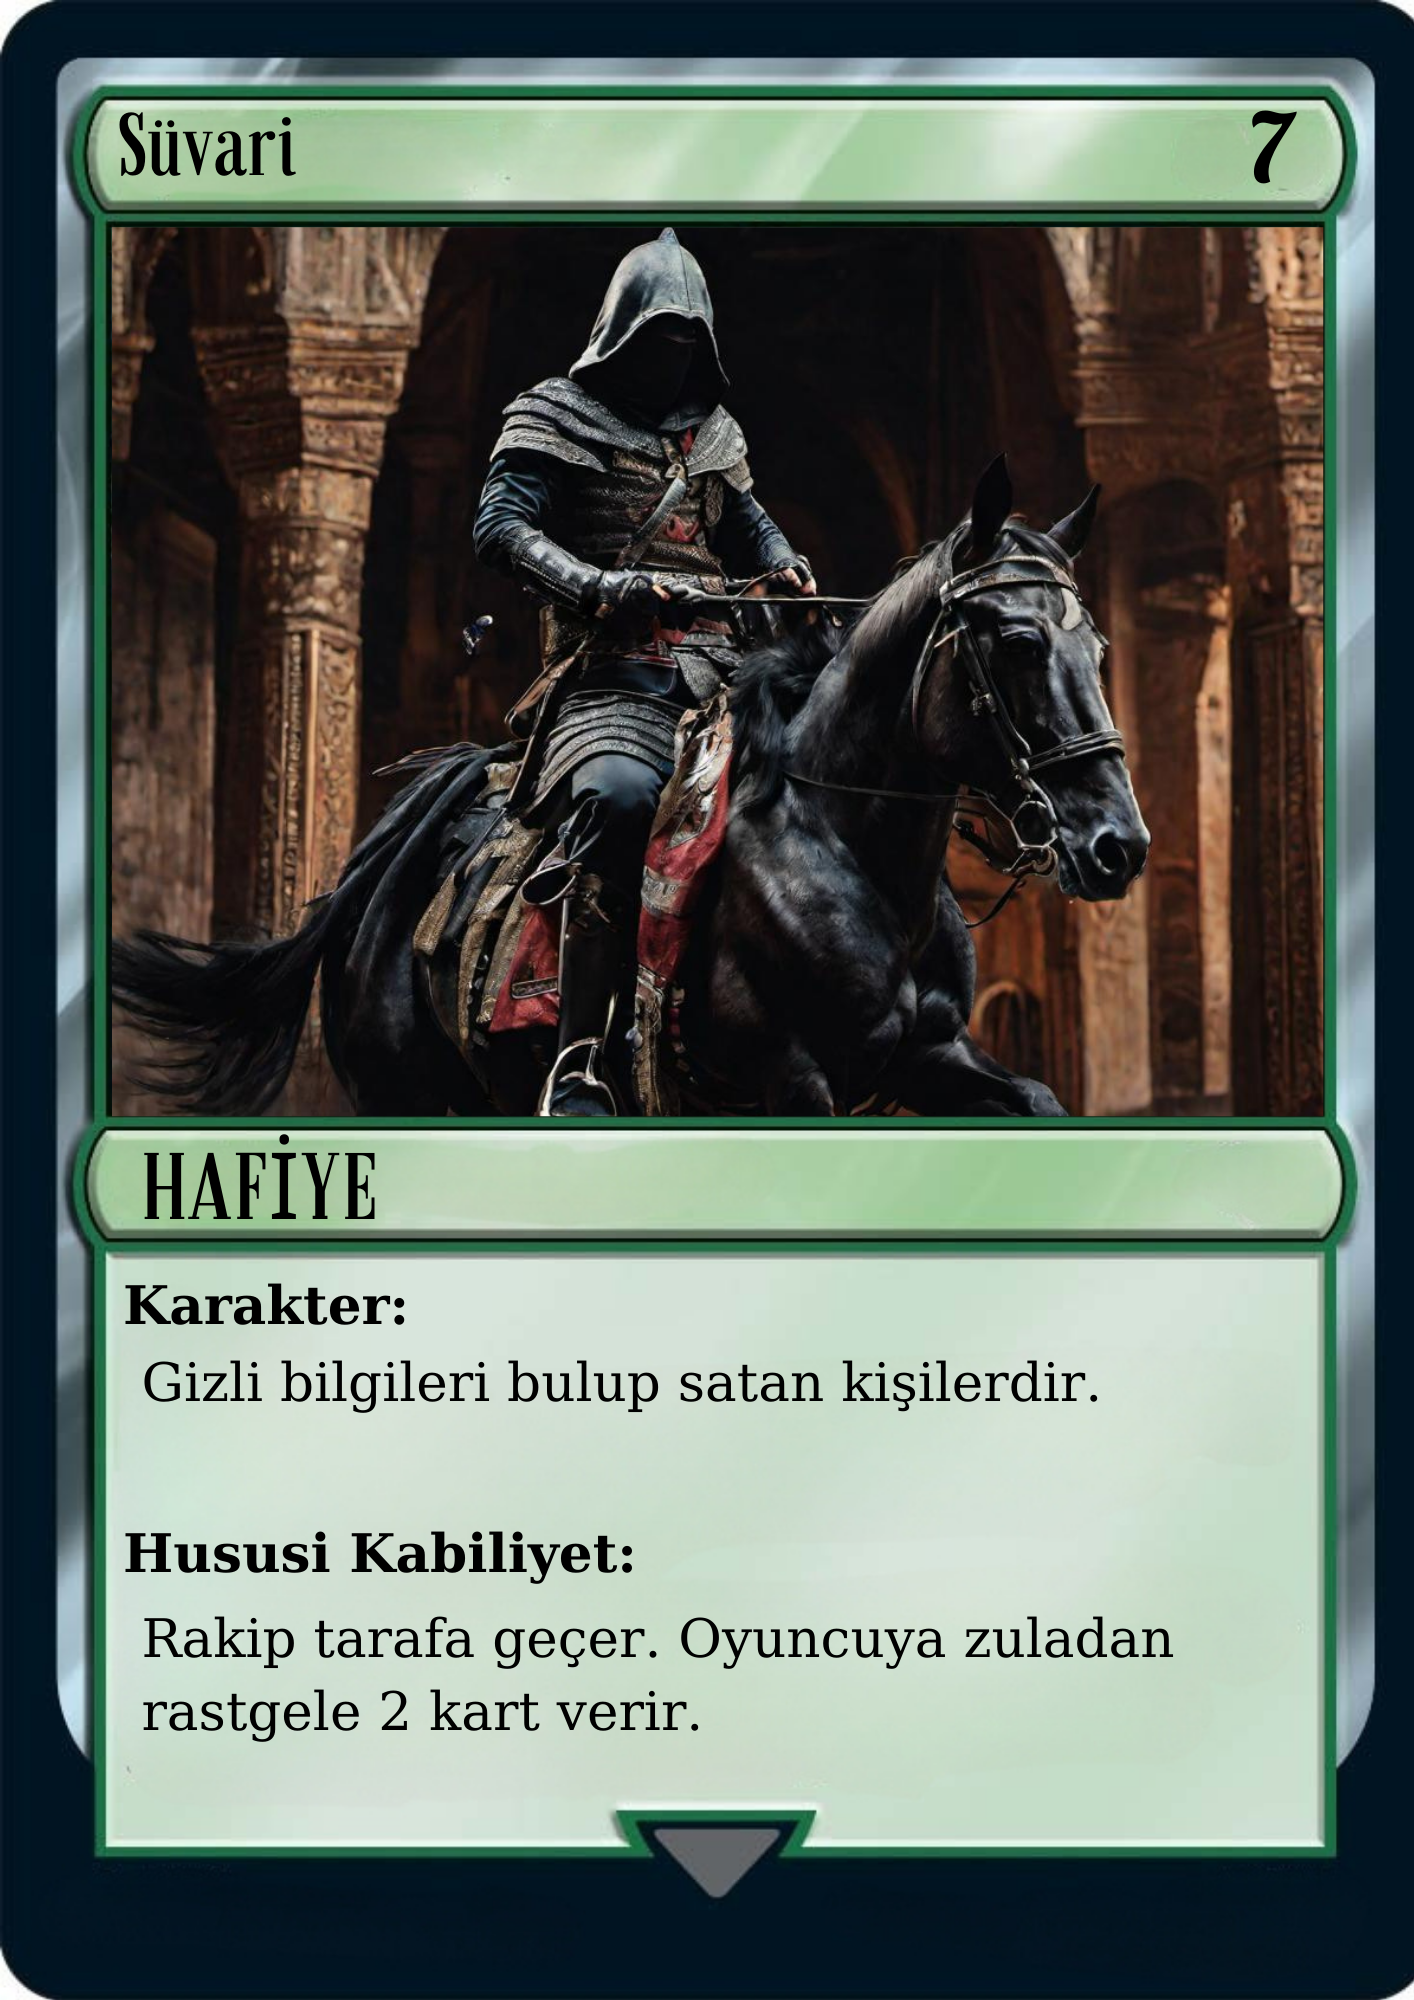 Süvari
7
HAFİYE
Karakter:
Gizli bilgileri bulup satan kişilerdir.
Hususi Kabiliyet:
Rakip tarafa geçer. Oyuncuya zuladan
rastgele 2 kart verir.